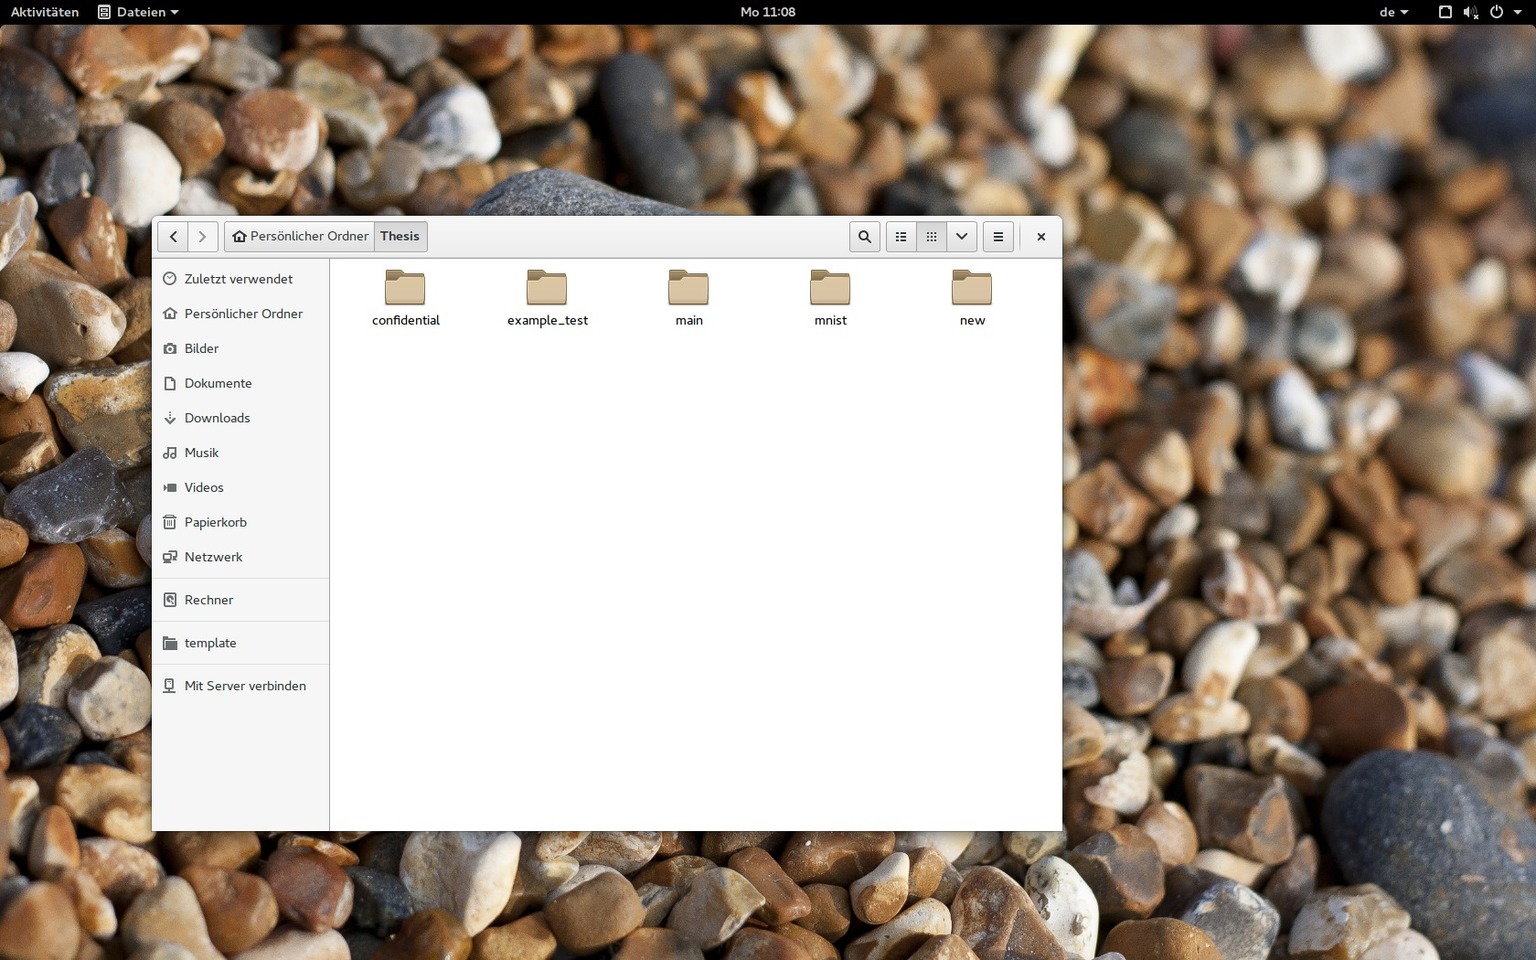 Aktivitäten Dateien Mo 11:08 de
Persönlicher Ordner Thesis
Zuletzt verwendet
Persönlicher Ordner
Bilder
Dokumente
Downloads
Musik
Videos
Papierkorb
Netzwerk
Rechner
template
Mit Server verbinden
confidential example_test main mnist new